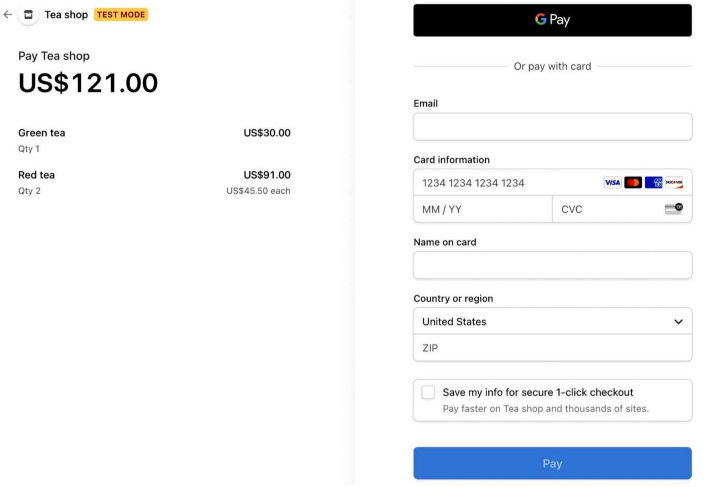 Tea shop TEST MODE
Pay Tea shop
US$121.00
Green tea US$30.00
Qty 1
Red tea US$91.00
Qty 2 US$45.50 each
G Pay
Or pay with card
Email
Card information
1234 1234 1234 1234 VISA DISCOVER
MM / YY CVC
Name on card
Country or region
United States
ZIP
Save my info for secure 1-click checkout
Pay faster on Tea shop and thousands of sites.
Pay